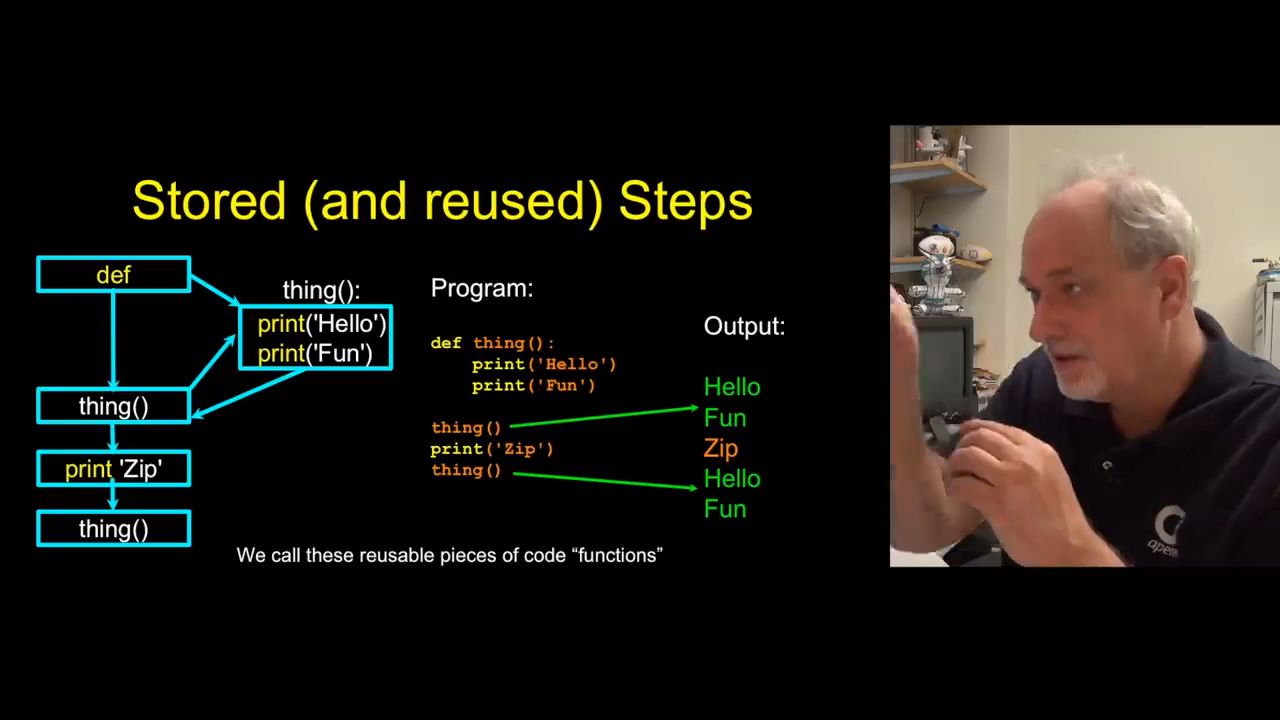 Stored (and reused) Steps
def
thing():
print('Hello')
print('Fun')
thing()
print 'Zip'
thing()
Program:
def thing():
print('Hello')
print('Fun')
thing()
print('Zip')
thing()
Output:
Hello
Fun
Zip
Hello
Fun
We call these reusable pieces of code “functions”